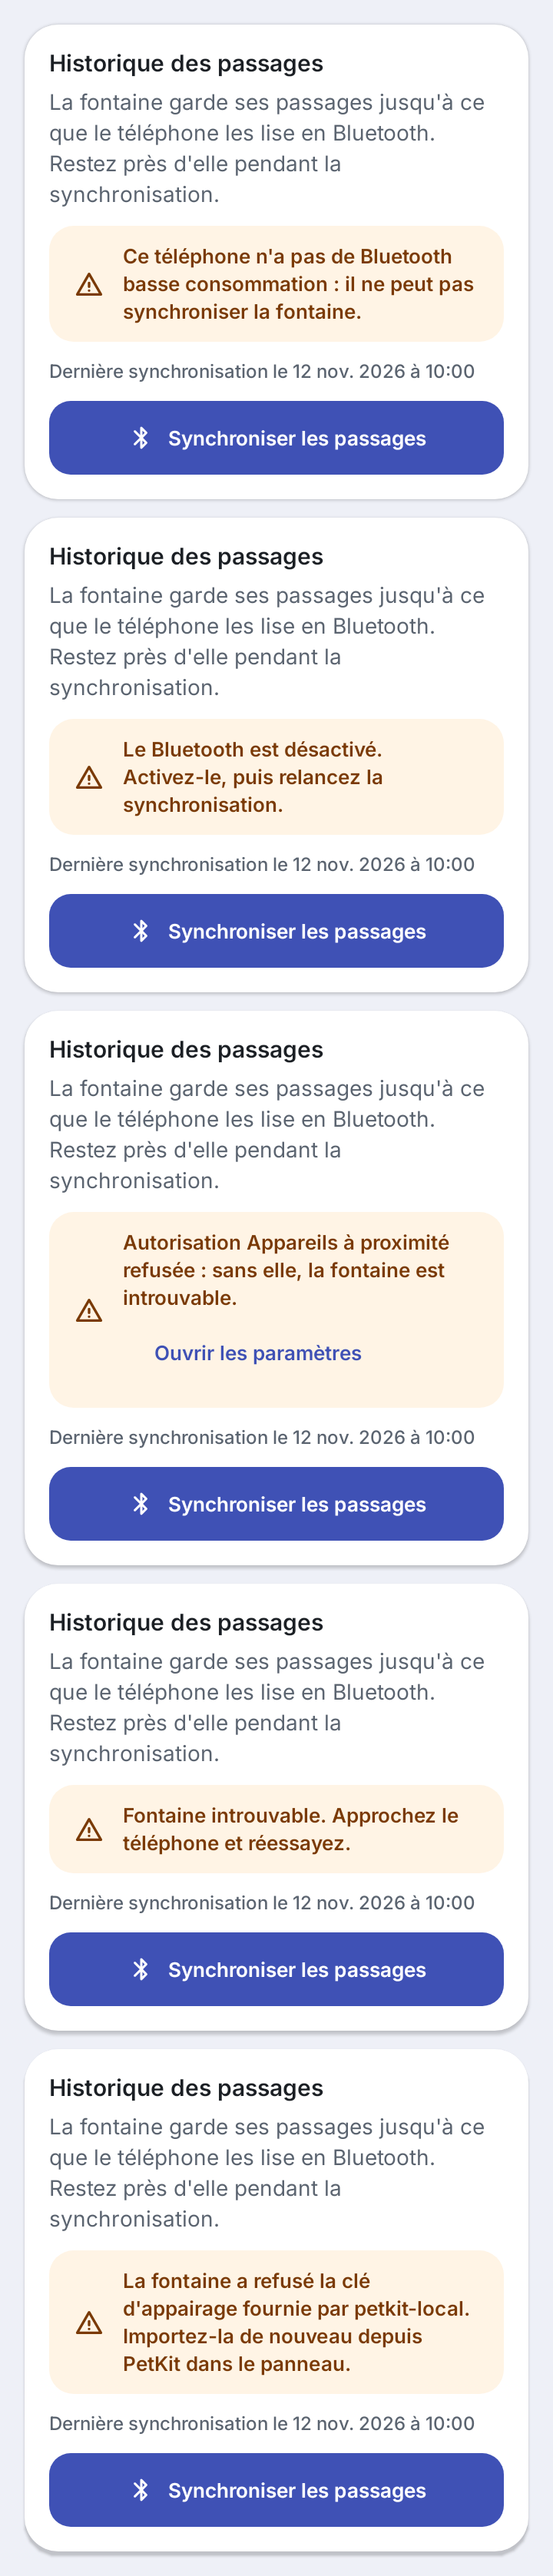 Historique des passages
La fontaine garde ses passages jusqu'à ce
que le téléphone les lise en Bluetooth.
Restez près d'elle pendant la
synchronisation.
Ce téléphone n'a pas de Bluetooth
basse consommation : il ne peut pas
synchroniser la fontaine.
Dernière synchronisation le 12 nov. 2026 à 10:00
Synchroniser les passages
Historique des passages
La fontaine garde ses passages jusqu'à ce
que le téléphone les lise en Bluetooth.
Restez près d'elle pendant la
synchronisation.
Le Bluetooth est désactivé.
Activez-le, puis relancez la
synchronisation.
Dernière synchronisation le 12 nov. 2026 à 10:00
Synchroniser les passages
Historique des passages
La fontaine garde ses passages jusqu'à ce
que le téléphone les lise en Bluetooth.
Restez près d'elle pendant la
synchronisation.
Autorisation Appareils à proximité
refusée : sans elle, la fontaine est
introuvable.
Ouvrir les paramètres
Dernière synchronisation le 12 nov. 2026 à 10:00
Synchroniser les passages
Historique des passages
La fontaine garde ses passages jusqu'à ce
que le téléphone les lise en Bluetooth.
Restez près d'elle pendant la
synchronisation.
Fontaine introuvable. Approchez le
téléphone et réessayez.
Dernière synchronisation le 12 nov. 2026 à 10:00
Synchroniser les passages
Historique des passages
La fontaine garde ses passages jusqu'à ce
que le téléphone les lise en Bluetooth.
Restez près d'elle pendant la
synchronisation.
La fontaine a refusé la clé
d'appairage fournie par petkit-local.
Importez-la de nouveau depuis
PetKit dans le panneau.
Dernière synchronisation le 12 nov. 2026 à 10:00
Synchroniser les passages